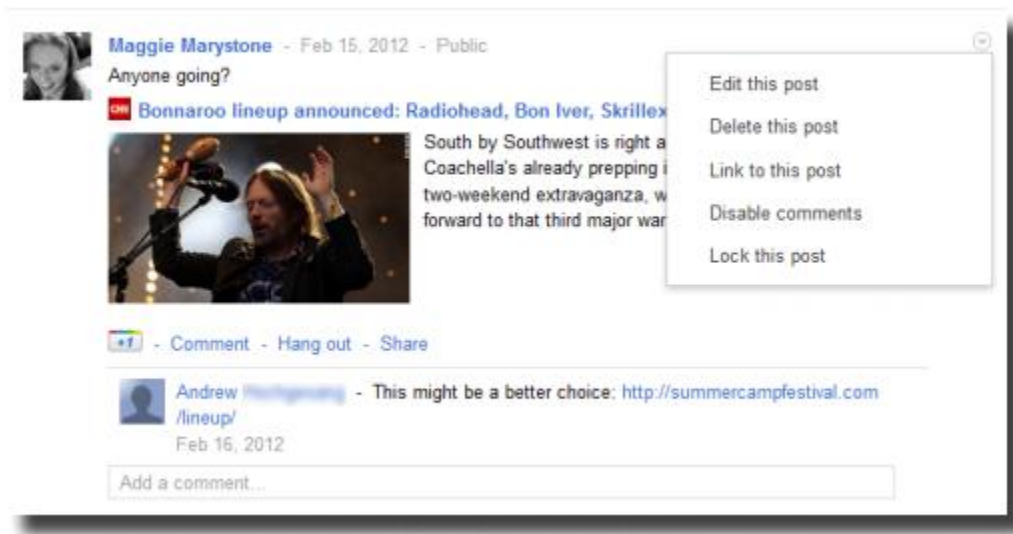 Maggie Marystone - Feb 15, 2012 - Public
Anyone going?
CNN Bonnaroo lineup announced: Radiohead, Bon Iver, Skrillex
South by Southwest is right a
Coachella's already prepping i
two-weekend extravaganza, w
forward to that third major war
Edit this post
Delete this post
Link to this post
Disable comments
Lock this post
+1 - Comment - Hang out - Share
Andrew - This might be a better choice: http://summercampfestival.com
/lineup/
Feb 16, 2012
Add a comment...